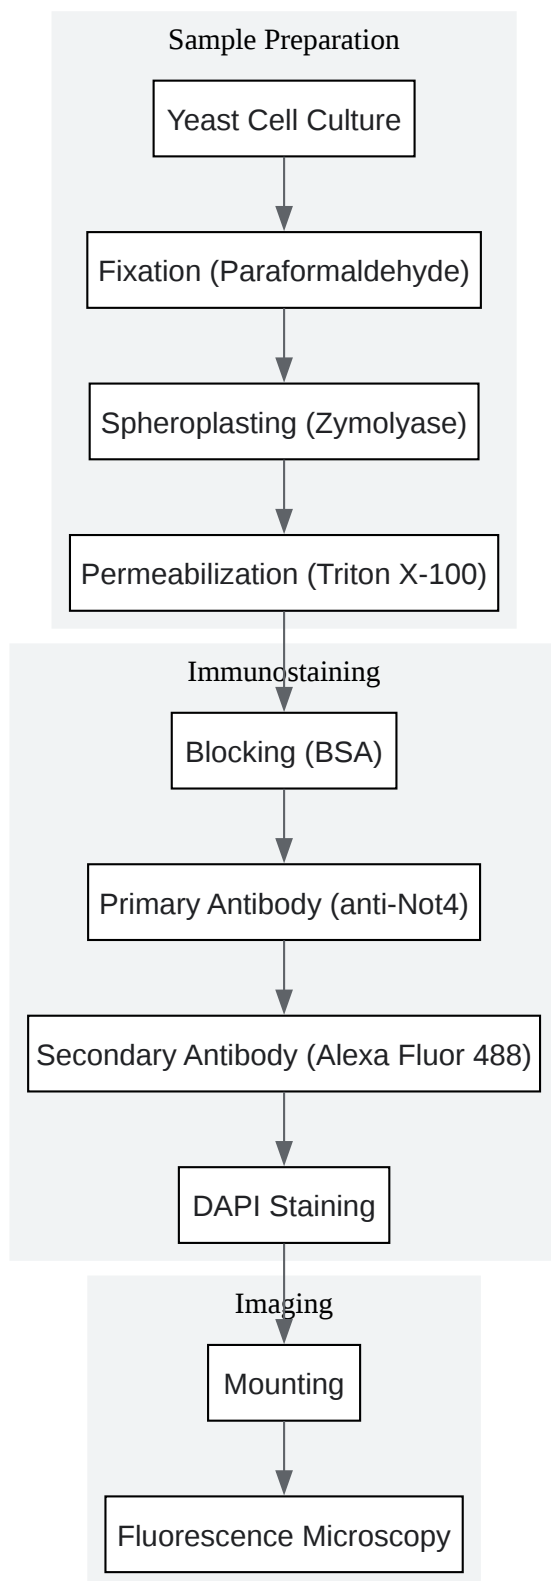 Sample Preparation
Yeast Cell Culture
Fixation (Paraformaldehyde)
Spheroplasting (Zymolyase)
Permeabilization (Triton X-100)
Immunostaining
Blocking (BSA)
Primary Antibody (anti-Not4)
Secondary Antibody (Alexa Fluor 488)
DAPI Staining
Imaging
Mounting
Fluorescence Microscopy